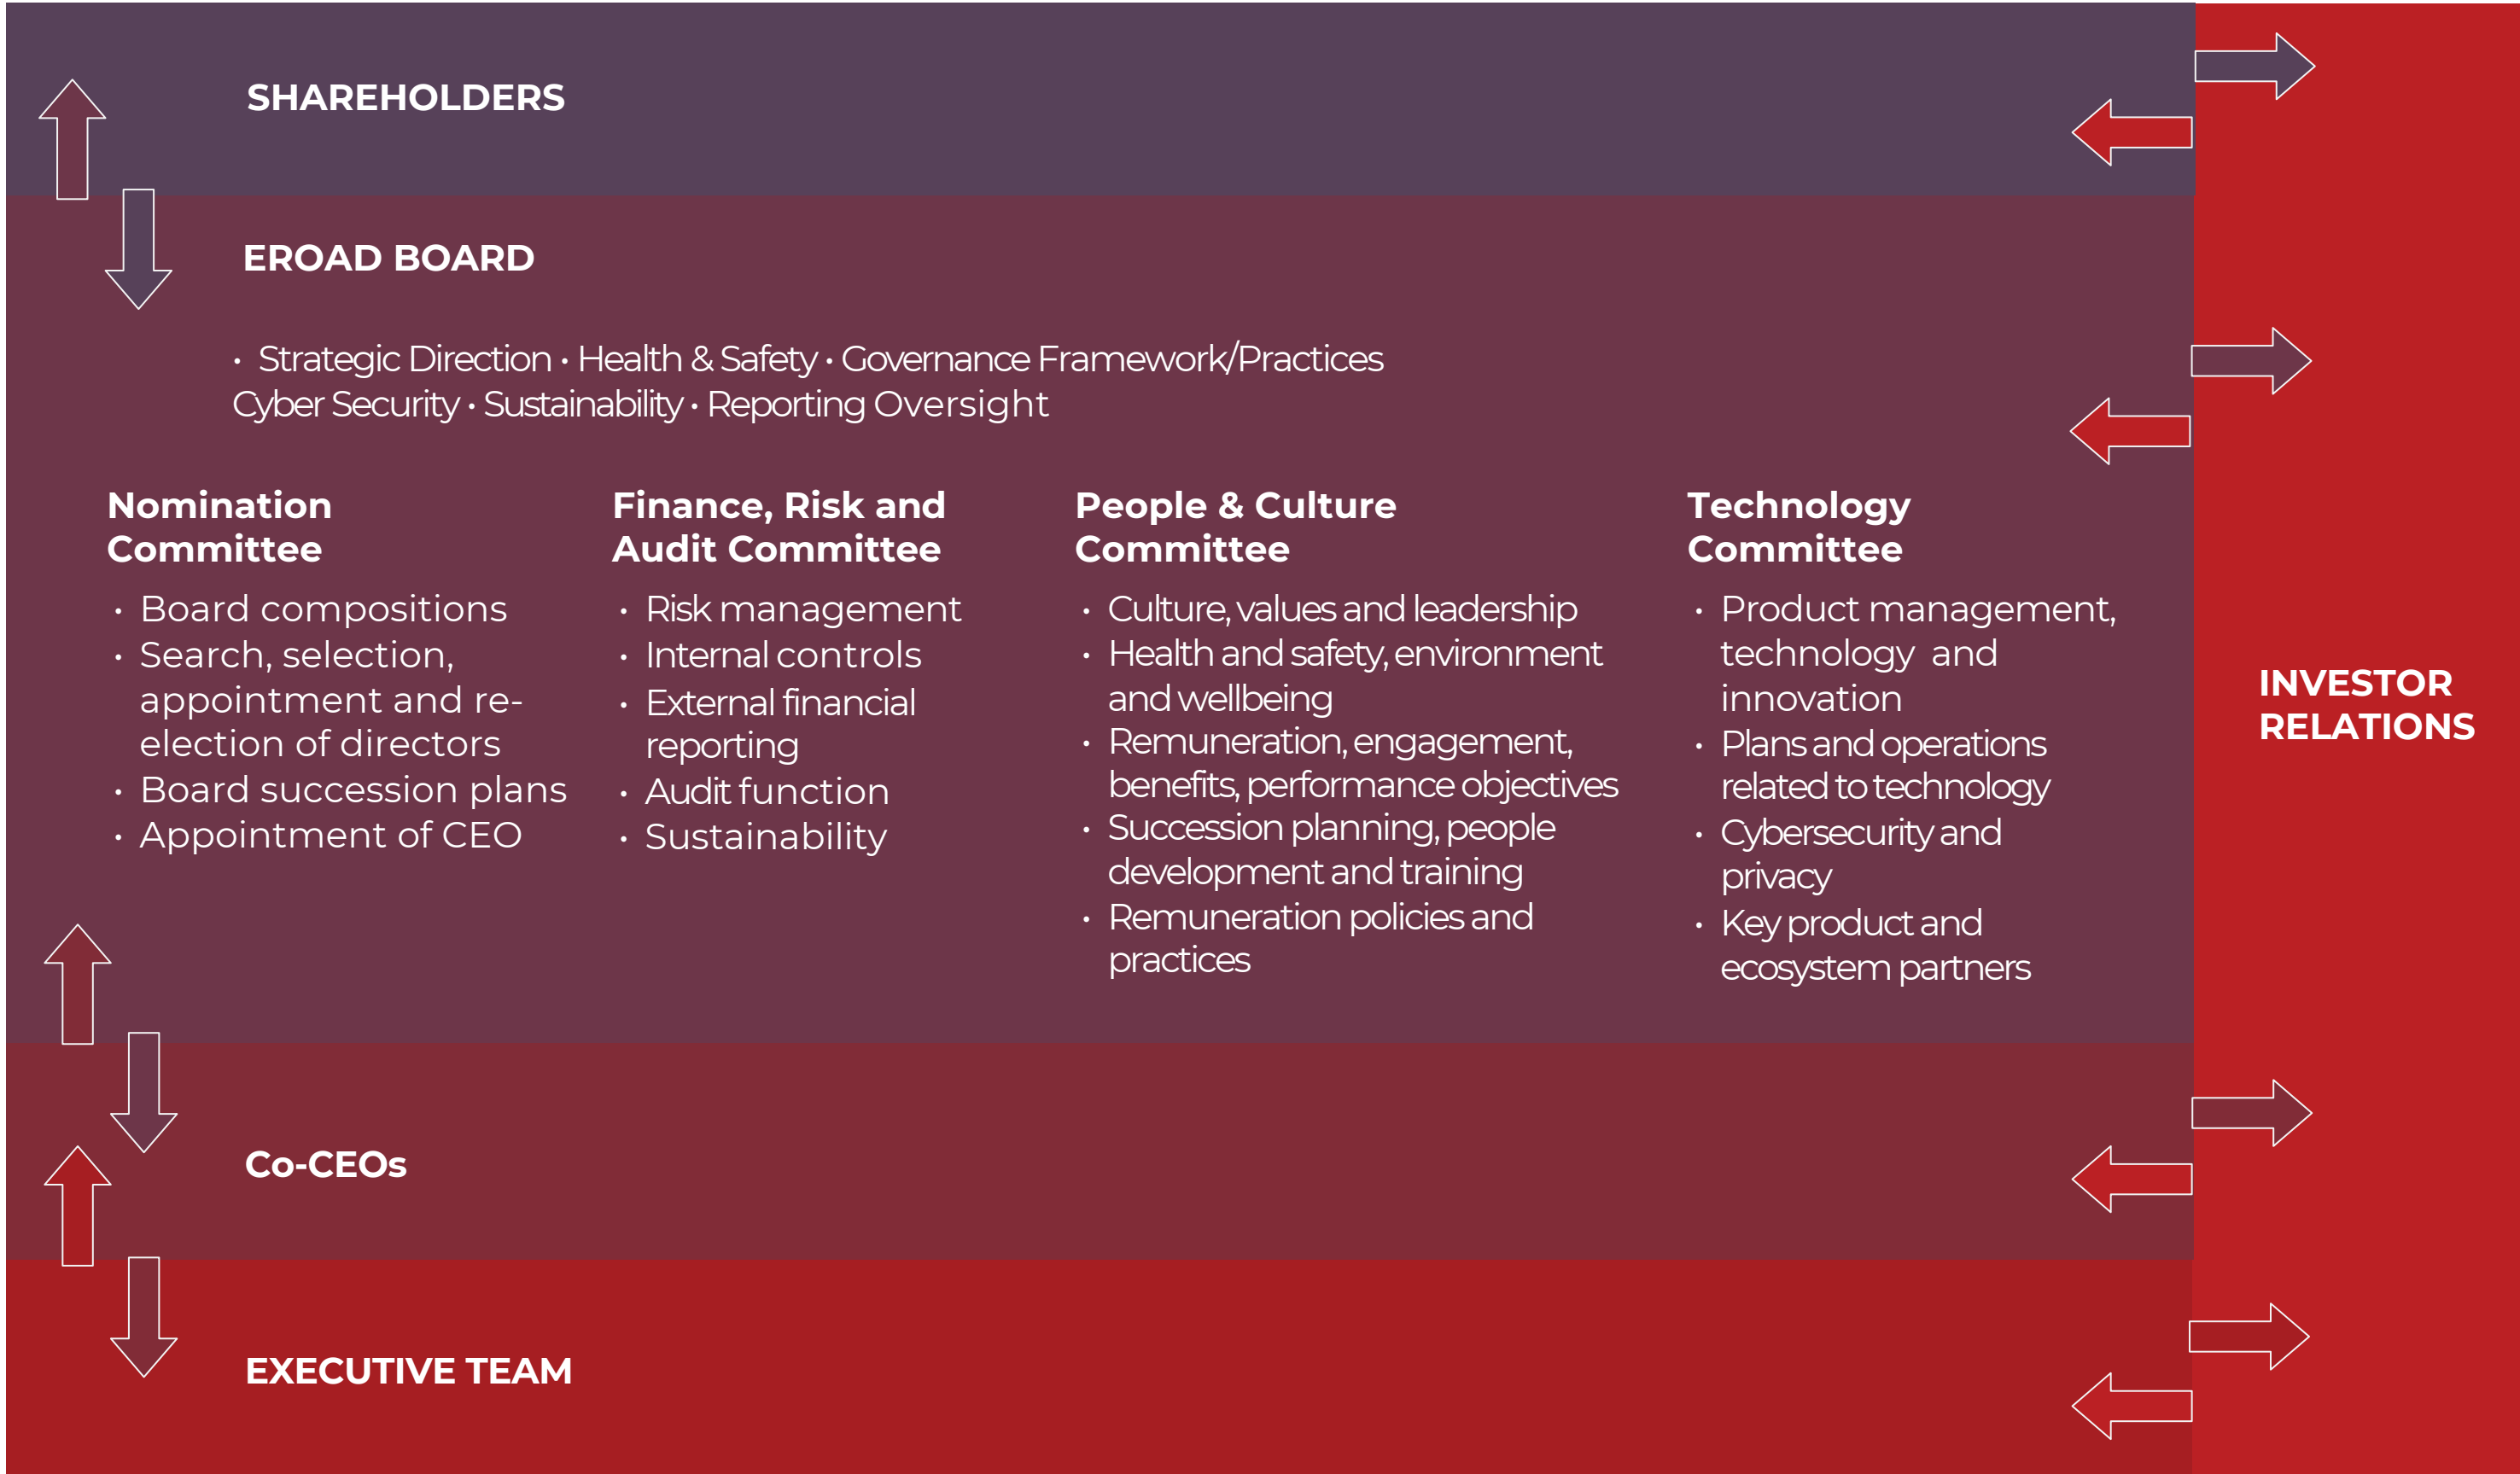 SHAREHOLDERS
EROAD BOARD
• Strategic Direction • Health & Safety • Governance Framework/Practices
Cyber Security • Sustainability • Reporting Oversight
Nomination
Committee
• Board compositions
• Search, selection,
appointment and re-
election of directors
• Board succession plans
• Appointment of CEO
Finance, Risk and
Audit Committee
• Risk management
• Internal controls
• External financial
reporting
• Audit function
• Sustainability
People & Culture
Committee
• Culture, values and leadership
• Health and safety, environment
and wellbeing
• Remuneration, engagement,
benefits, performance objectives
• Succession planning, people
development and training
• Remuneration policies and
practices
Technology
Committee
• Product management,
technology and
innovation
• Plans and operations
related to technology
• Cybersecurity and
privacy
• Key product and
ecosystem partners
INVESTOR
RELATIONS
Co-CEOs
EXECUTIVE TEAM